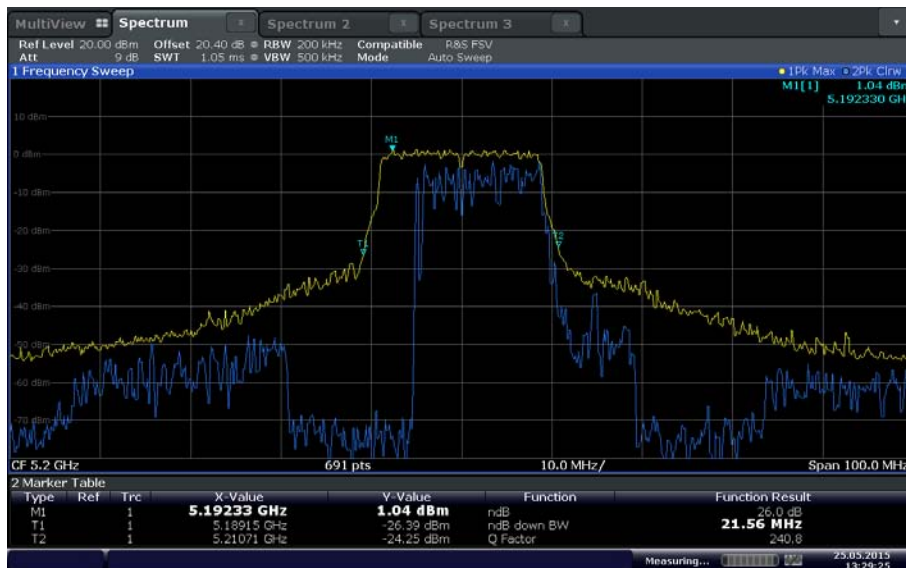 MultiView Spectrum x Spectrum 2 x Spectrum 3 x
Ref Level 20.00 dBm Offset 20.40 dB RBW 200 kHz Compatible R&S FSV
Att 9 dB SWT 1.05 ms VBW 500 kHz Mode Auto Sweep
1 Frequency Sweep 1Pk Max 2Pk Clrw
M1[1] 1.04 dBm
5.192330 GH
10 dBm
M1
0 dBm
-10 dBm
-20 dBm
T1 T2
-30 dBm
-40 dBm
-50 dBm
-60 dBm
-70 dBm
CF 5.2 GHz 691 pts 10.0 MHz/ Span 100.0 MHz
2 Marker Table
Type Ref Trc X-Value Y-Value Function Function Result
M1 1 5.19233 GHz 1.04 dBm ndB 26.0 dB
T1 1 5.18915 GHz -26.39 dBm ndB down BW 21.56 MHz
T2 1 5.21071 GHz -24.25 dBm Q Factor 240.8
Measuring... 25.05.2015
13:29:25